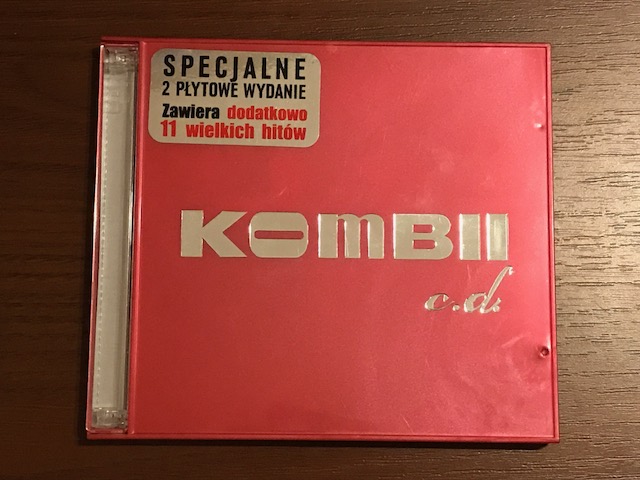 SPECJALNE
2 PŁYTOWE WYDANIE
Zawiera dodatkowo
11 wielkich hitów
KOmBII
c.d.